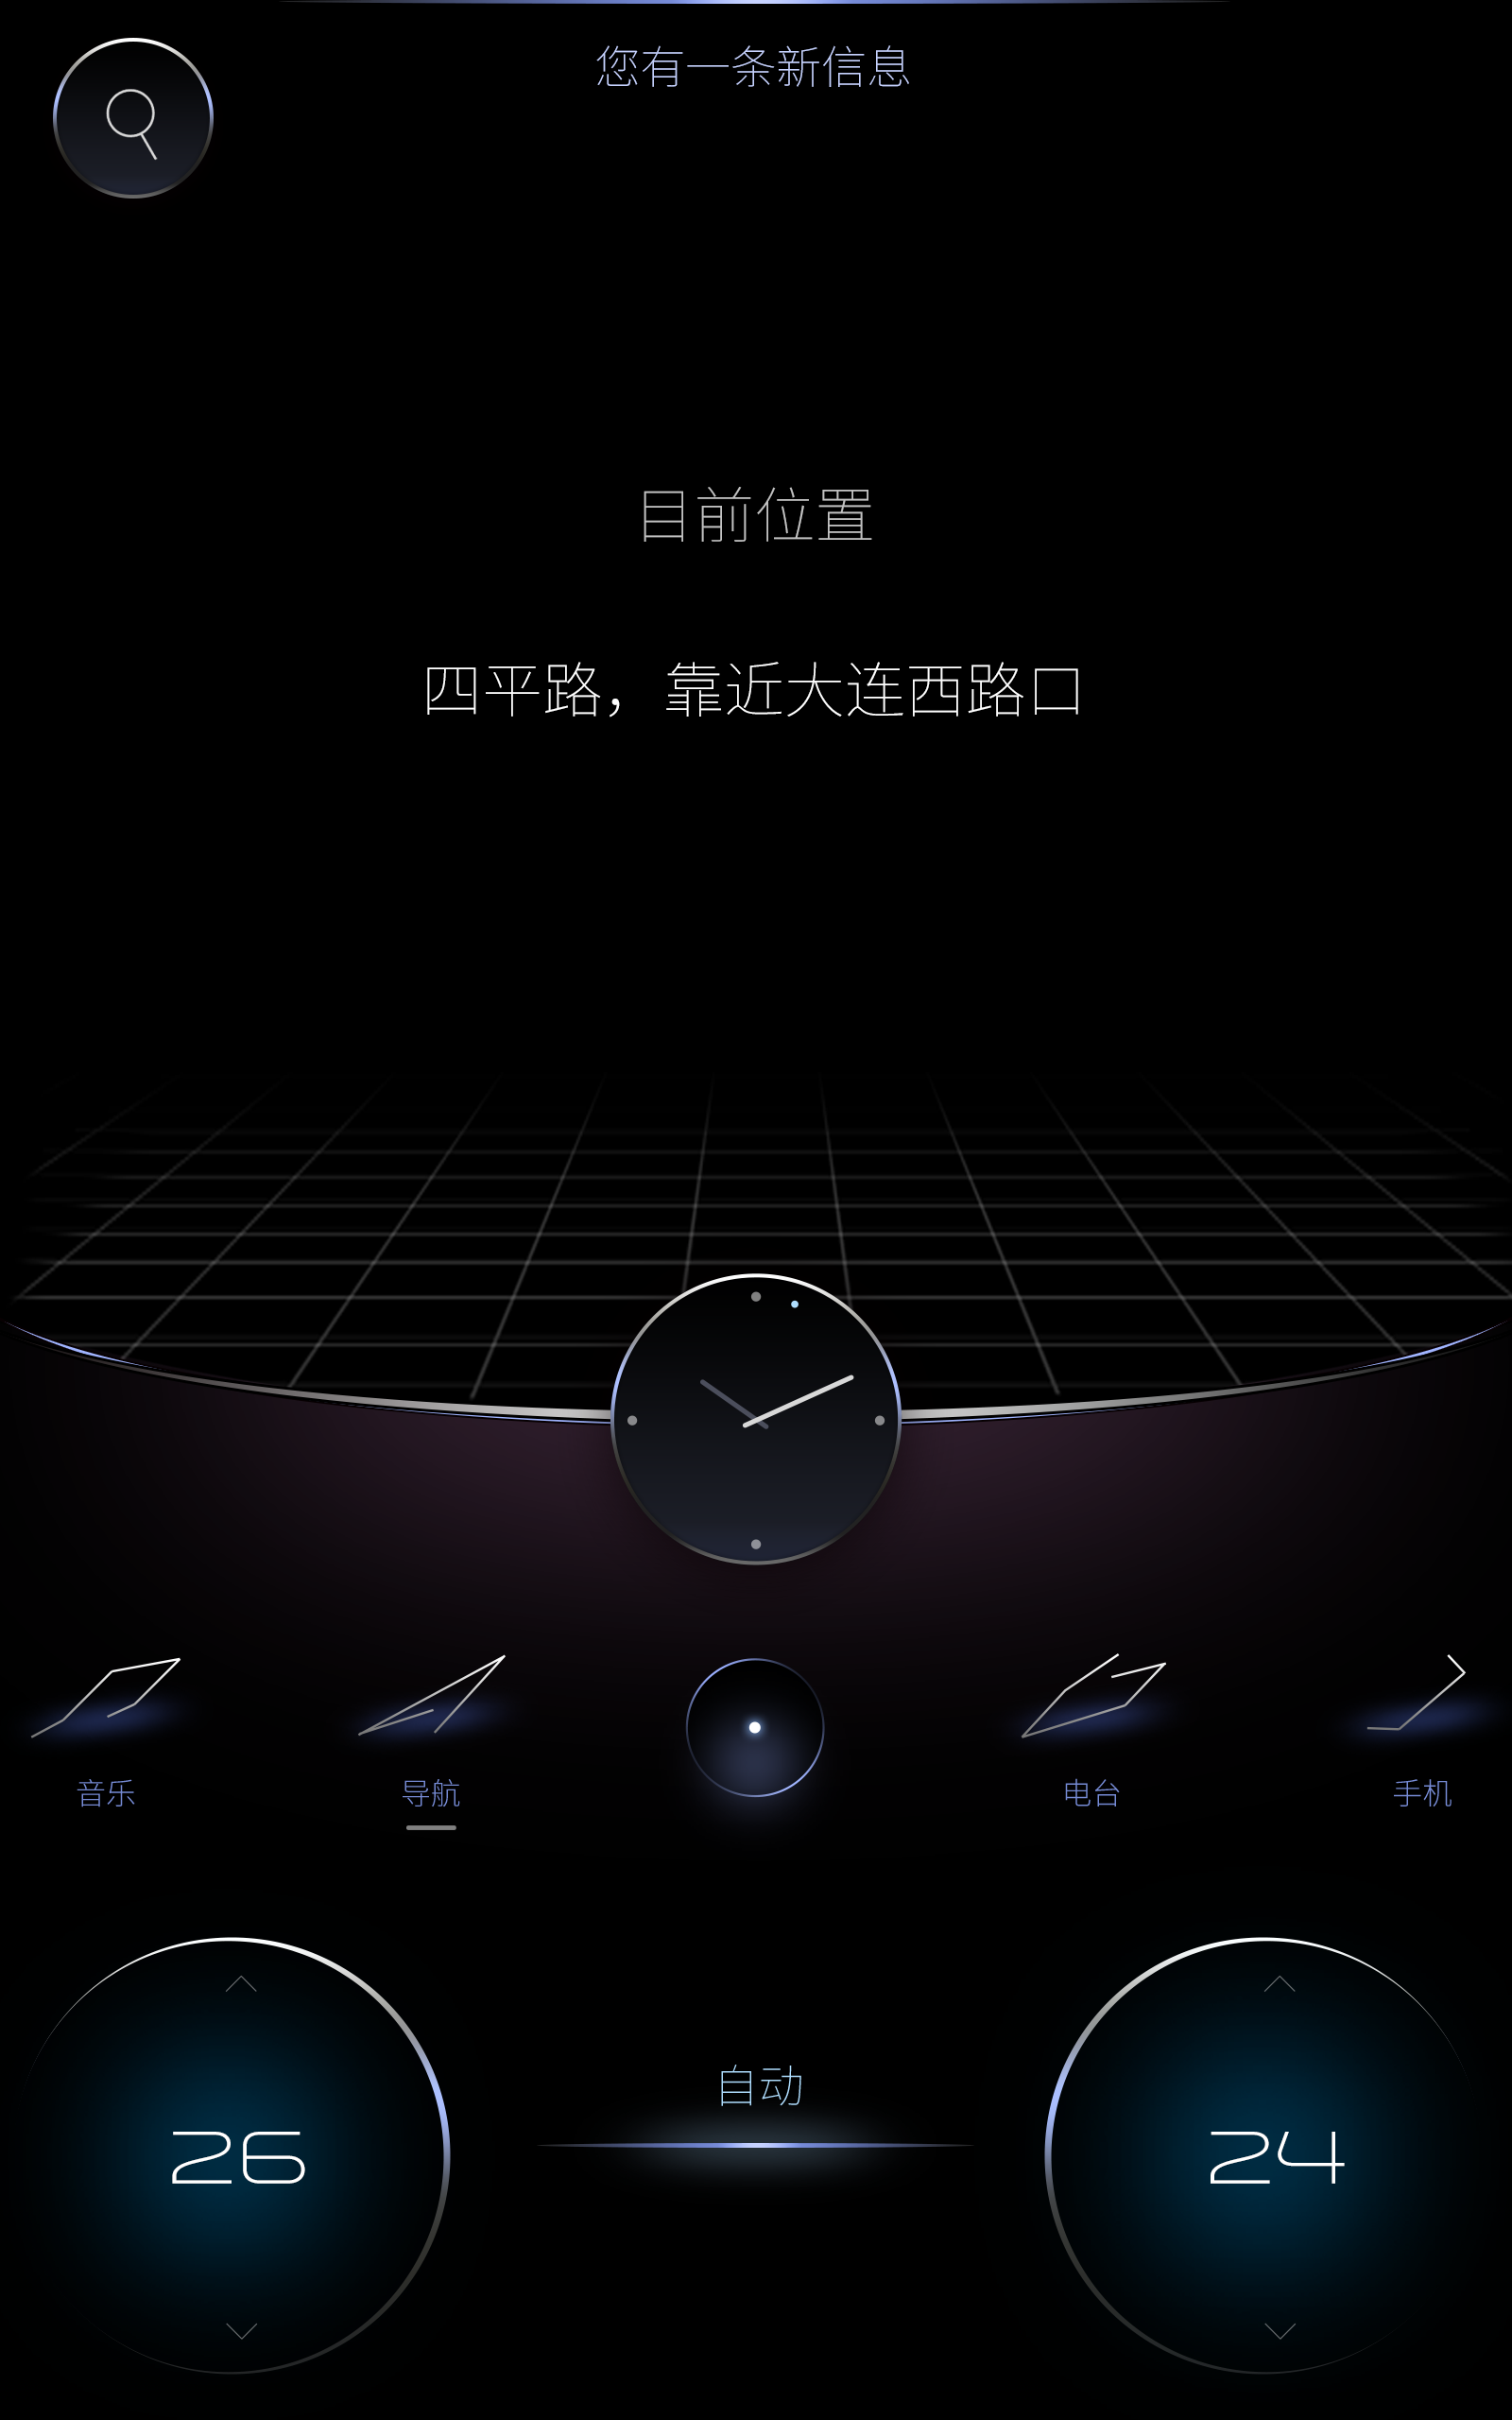 您有一条新信息
目前位置
四平路，靠近大连西路口
音乐
导航
电台
手机
自动
26
24